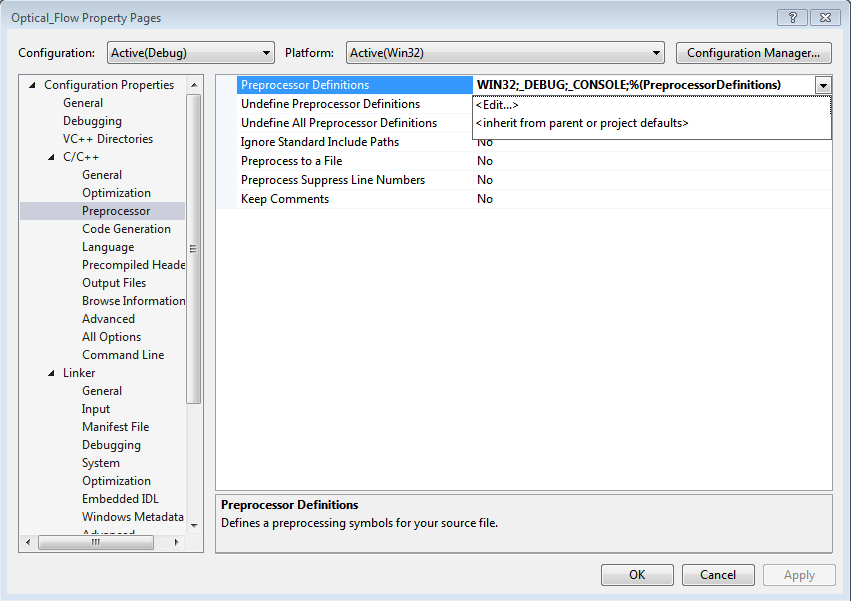 Optical_Flow Property Pages
Configuration: Active(Debug) Platform: Active(Win32) Configuration Manager...
Configuration Properties
General
Debugging
VC++ Directories
C/C++
General
Optimization
Preprocessor
Code Generation
Language
Precompiled Heade
Output Files
Browse Information
Advanced
All Options
Command Line
Linker
General
Input
Manifest File
Debugging
System
Optimization
Embedded IDL
Windows Metadata
Advanced
Preprocessor Definitions WIN32;_DEBUG;_CONSOLE;%(PreprocessorDefinitions)
Undefine Preprocessor Definitions <Edit...>
Undefine All Preprocessor Definitions <inherit from parent or project defaults>
Ignore Standard Include Paths No
Preprocess to a File No
Preprocess Suppress Line Numbers No
Keep Comments No
Preprocessor Definitions
Defines a preprocessing symbols for your source file.
OK Cancel Apply